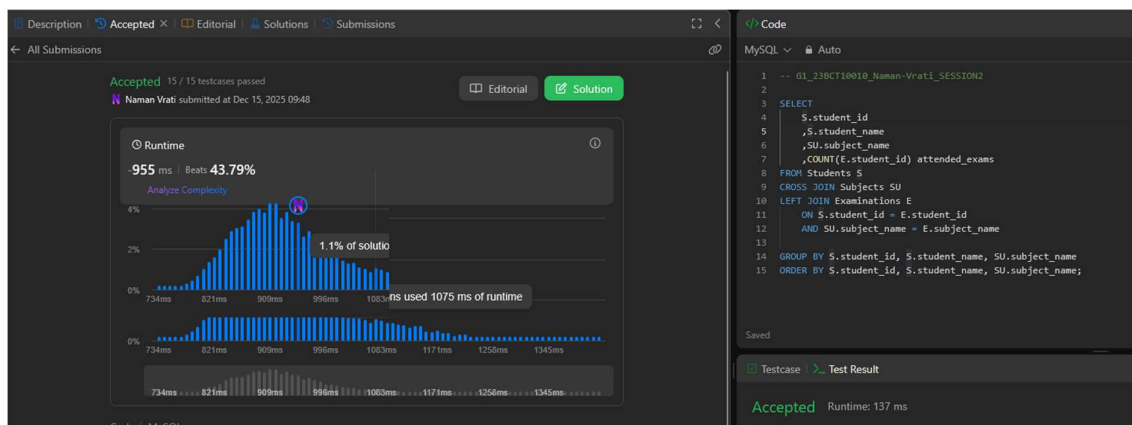 Description | Accepted × | Editorial | Solutions | Submissions
← All Submissions
Accepted 15 / 15 testcases passed
N Naman Vrati submitted at Dec 15, 2025 09:48
Editorial
Solution
Runtime
955 ms | Beats 43.79%
Analyze Complexity
4%
N
1.1% of solutio
2%
ns used 1075 ms of runtime
0%
734ms 821ms 909ms 996ms 1083m
0%
734ms 821ms 909ms 996ms 1083ms 1171ms 1258ms 1345ms
734ms 821ms 909ms 996ms 1083ms 1171ms 1258ms 1345ms
</> Code
MySQL Auto
1 -- G1_23BCT10010_Naman-Vrati_SESSION2
2
3 SELECT
4 S.student_id
5 ,S.student_name
6 ,SU.subject_name
7 ,COUNT(E.student_id) attended_exams
8 FROM Students S
9 CROSS JOIN Subjects SU
10 LEFT JOIN Examinations E
11 ON S.student_id = E.student_id
12 AND SU.subject_name = E.subject_name
13
14 GROUP BY S.student_id, S.student_name, SU.subject_name
15 ORDER BY S.student_id, S.student_name, SU.subject_name;
Saved
Testcase | >_ Test Result
Accepted Runtime: 137 ms